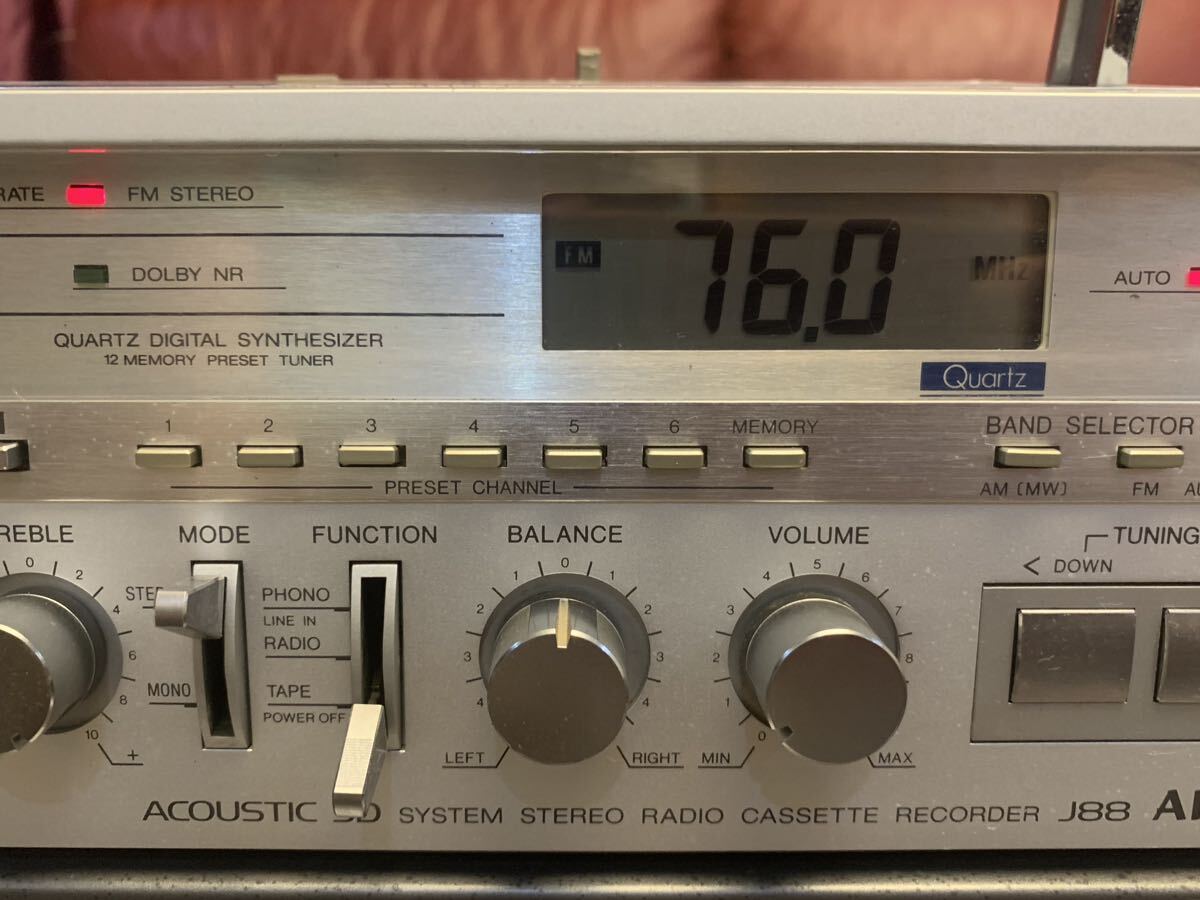 FM STEREO
DOLBY NR
QUARTZ DIGITAL SYNTHESIZER
12 MEMORY PRESET TUNER
FM 76.0 MHz
Quartz
AUTO
1 2 3 4 5 6 MEMORY
PRESET CHANNEL
BAND SELECTOR
AM (MW) FM
MODE
MONO
FUNCTION
PHONO
LINE IN
RADIO
TAPE
POWER OFF
0 2 4 6 8 10 +
BALANCE
4 3 2 1 0 1 2 3 4
LEFT RIGHT
VOLUME
0 1 2 3 4 5 6 7 8
MIN MAX
TUNING
< DOWN
ACOUSTIC SYSTEM STEREO RADIO CASSETTE RECORDER J88